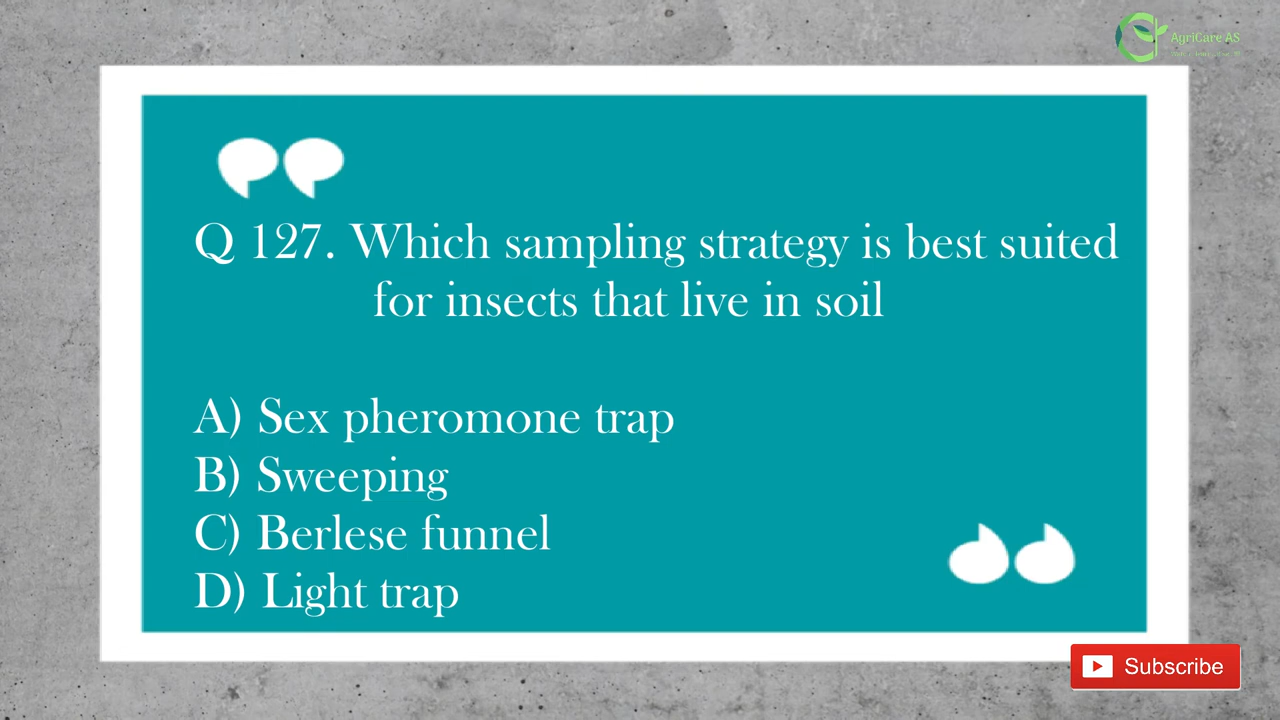 AgriCare AS
Q 127. Which sampling strategy is best suited
for insects that live in soil
A) Sex pheromone trap
B) Sweeping
C) Berlese funnel
D) Light trap
Subscribe